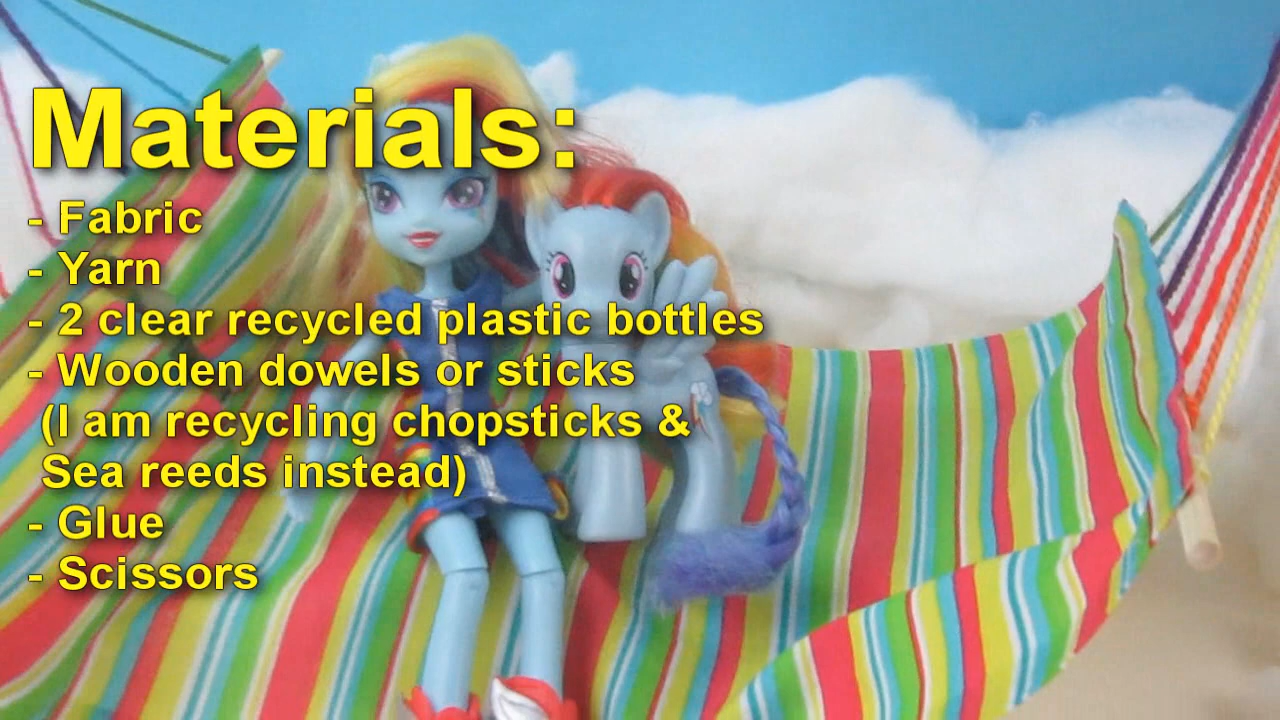 Materials:
- Fabric
- Yarn
- 2 clear recycled plastic bottles
- Wooden dowels or sticks
(I am recycling chopsticks &
Sea reeds instead)
- Glue
- Scissors